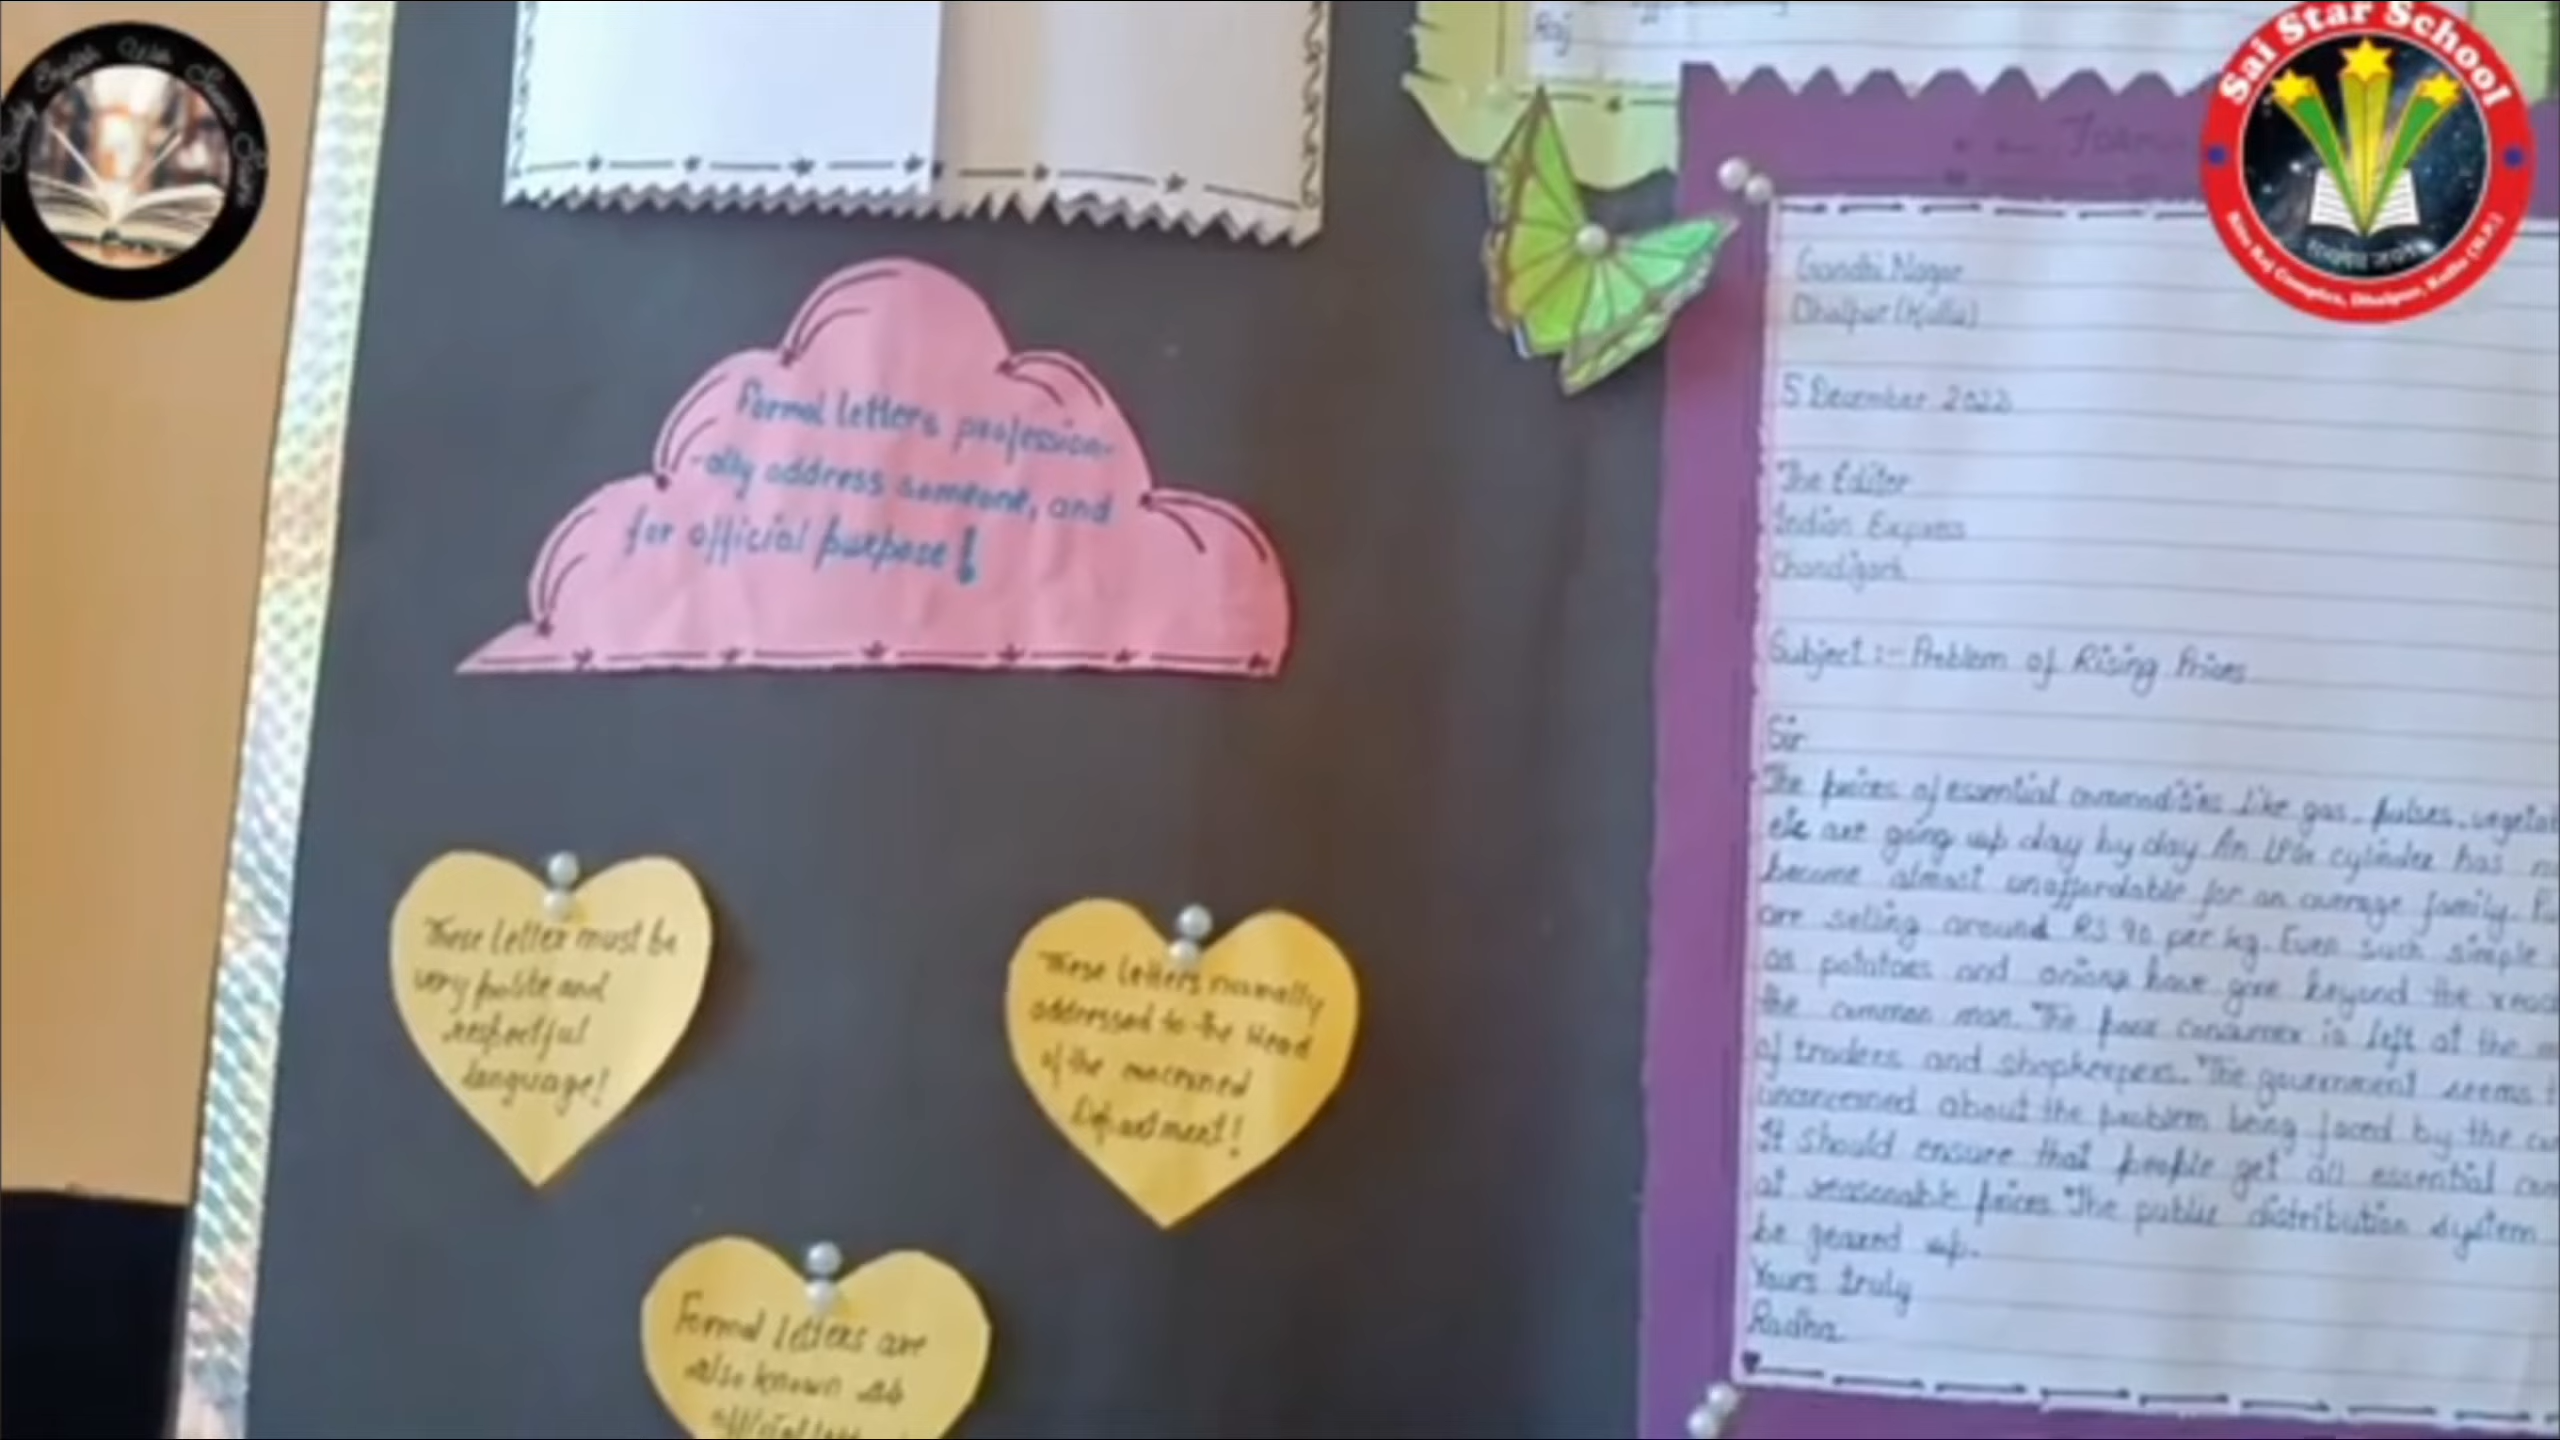 Raj
Sai Star School
Formal letters profession-
-ally address someone, and
for official purpose!
These letter must be
very polite and
respectful
language!
These letters normally
addressed to the Head
of the concerned
Department!
Formal letters are
also known as
Gandhi Nagar
Dhalpur (Kullu)
5 December 2022
The Editor
Indian Express
Chandigarh
Subject :- Problem of Rising Prices
Sir
The prices of essential commodities like gas, pulses, vegetab
etc are going up day by day. An LPG cylinder has
become almost unaffordable for an average family.
are selling around RS 90 per kg. Even such simple
as potatoes and onions have gone beyond the reac
the common man. The poor consumer is left at the
of traders and shopkeepers. The government seems
unconcerned about the problem being faced by the
It should ensure that people get all essential
at reasonable prices. The public distribution system
be geared up.
Yours truly
Radha